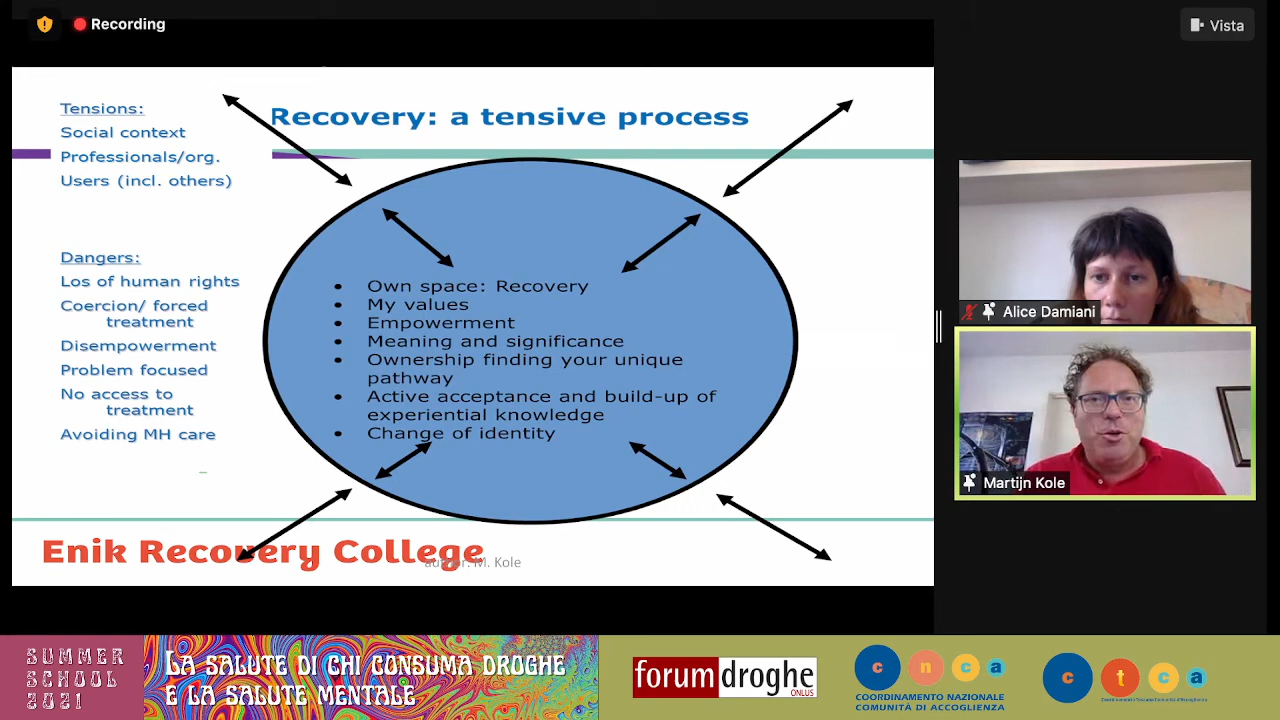 Recording
Vista
Recovery: a tensive process
Tensions:
Social context
Professionals/org.
Users (incl. others)
Dangers:
Los of human rights
Coercion/ forced
treatment
Disempowerment
Problem focused
No access to
treatment
Avoiding MH care
• Own space: Recovery
• My values
• Empowerment
• Meaning and significance
• Ownership finding your unique
pathway
• Active acceptance and build-up of
experiential knowledge
• Change of identity
Enik Recovery College
author: M. Kole
Alice Damiani
Martijn Kole
SUMMER
SCHOOL
2021
LA SALUTE DI CHI CONSUMA DROGHE
E LA SALUTE MENTALE
forumdroghe
ONLUS
cnca
COORDINAMENTO NAZIONALE
COMUNITÀ DI ACCOGLIENZA
ctca